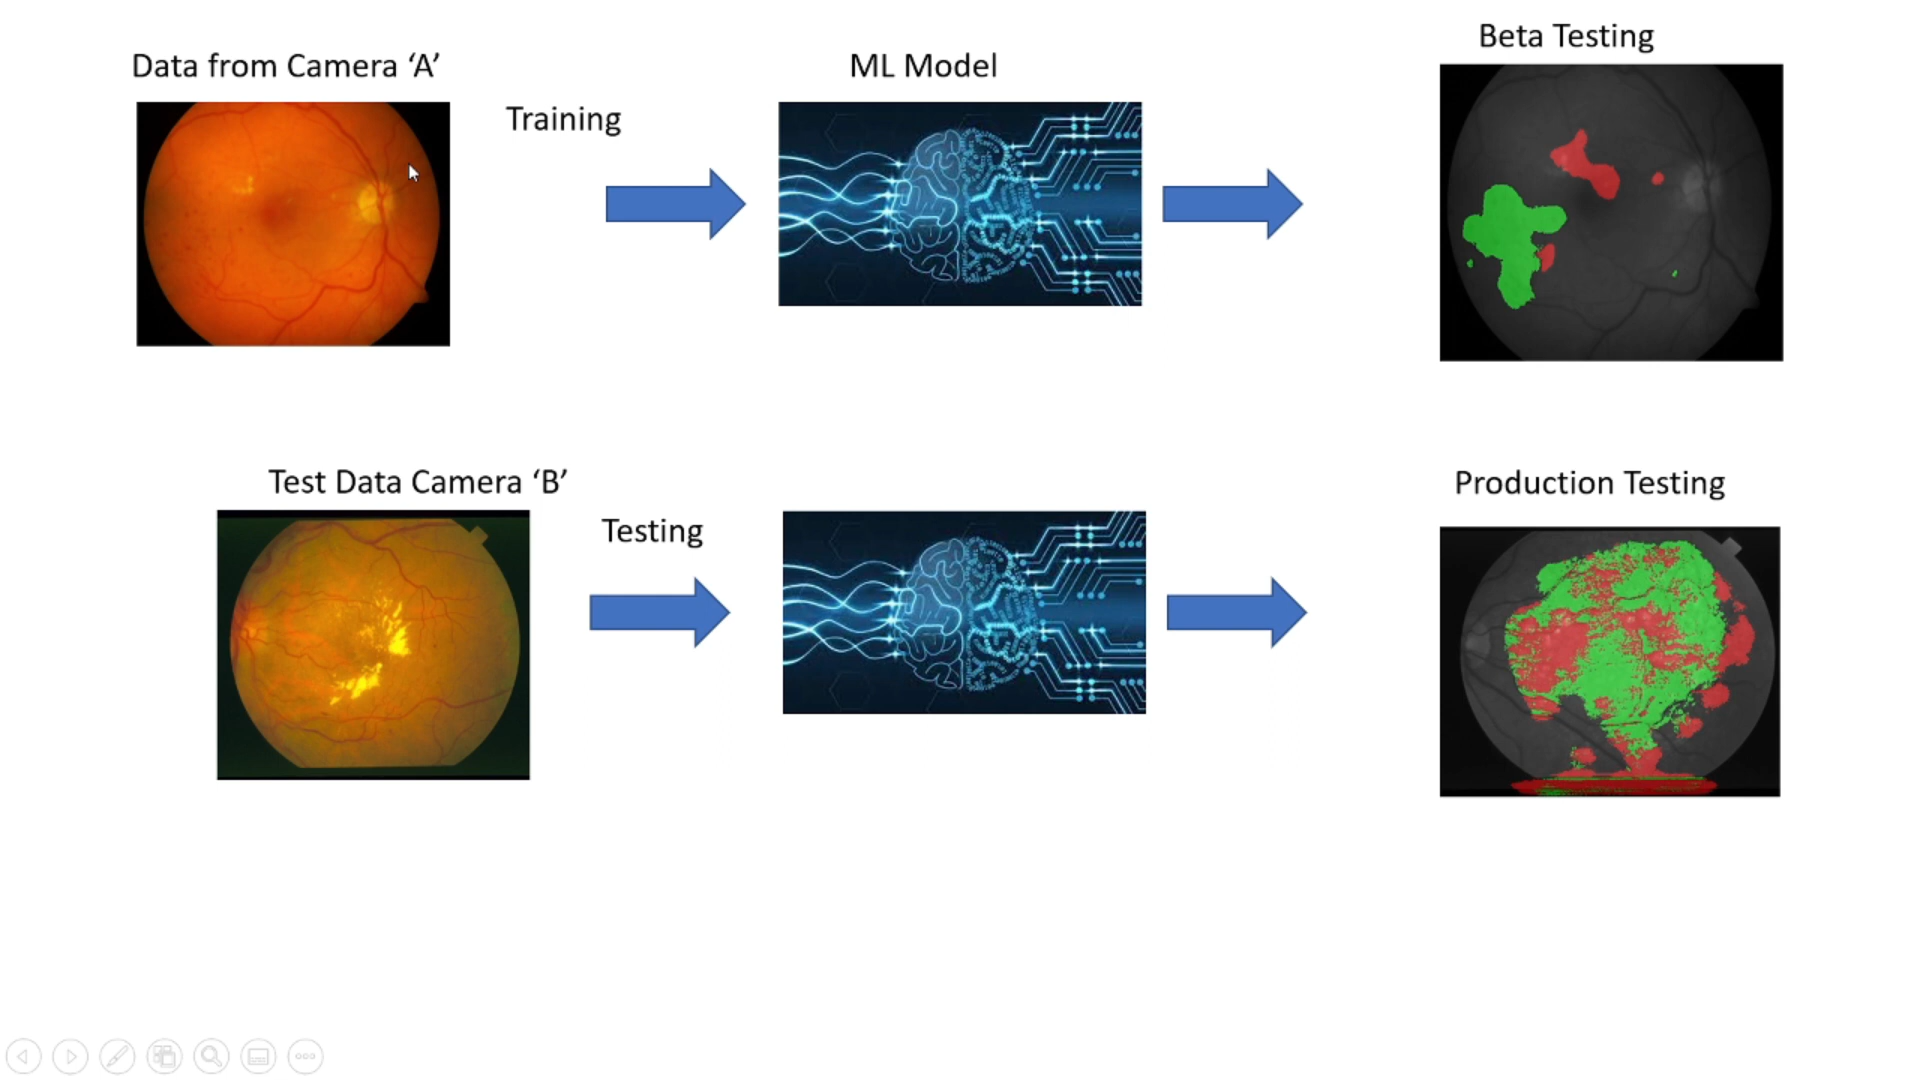 Data from Camera ‘A’
Training
ML Model
Beta Testing
Test Data Camera ‘B’
Testing
Production Testing